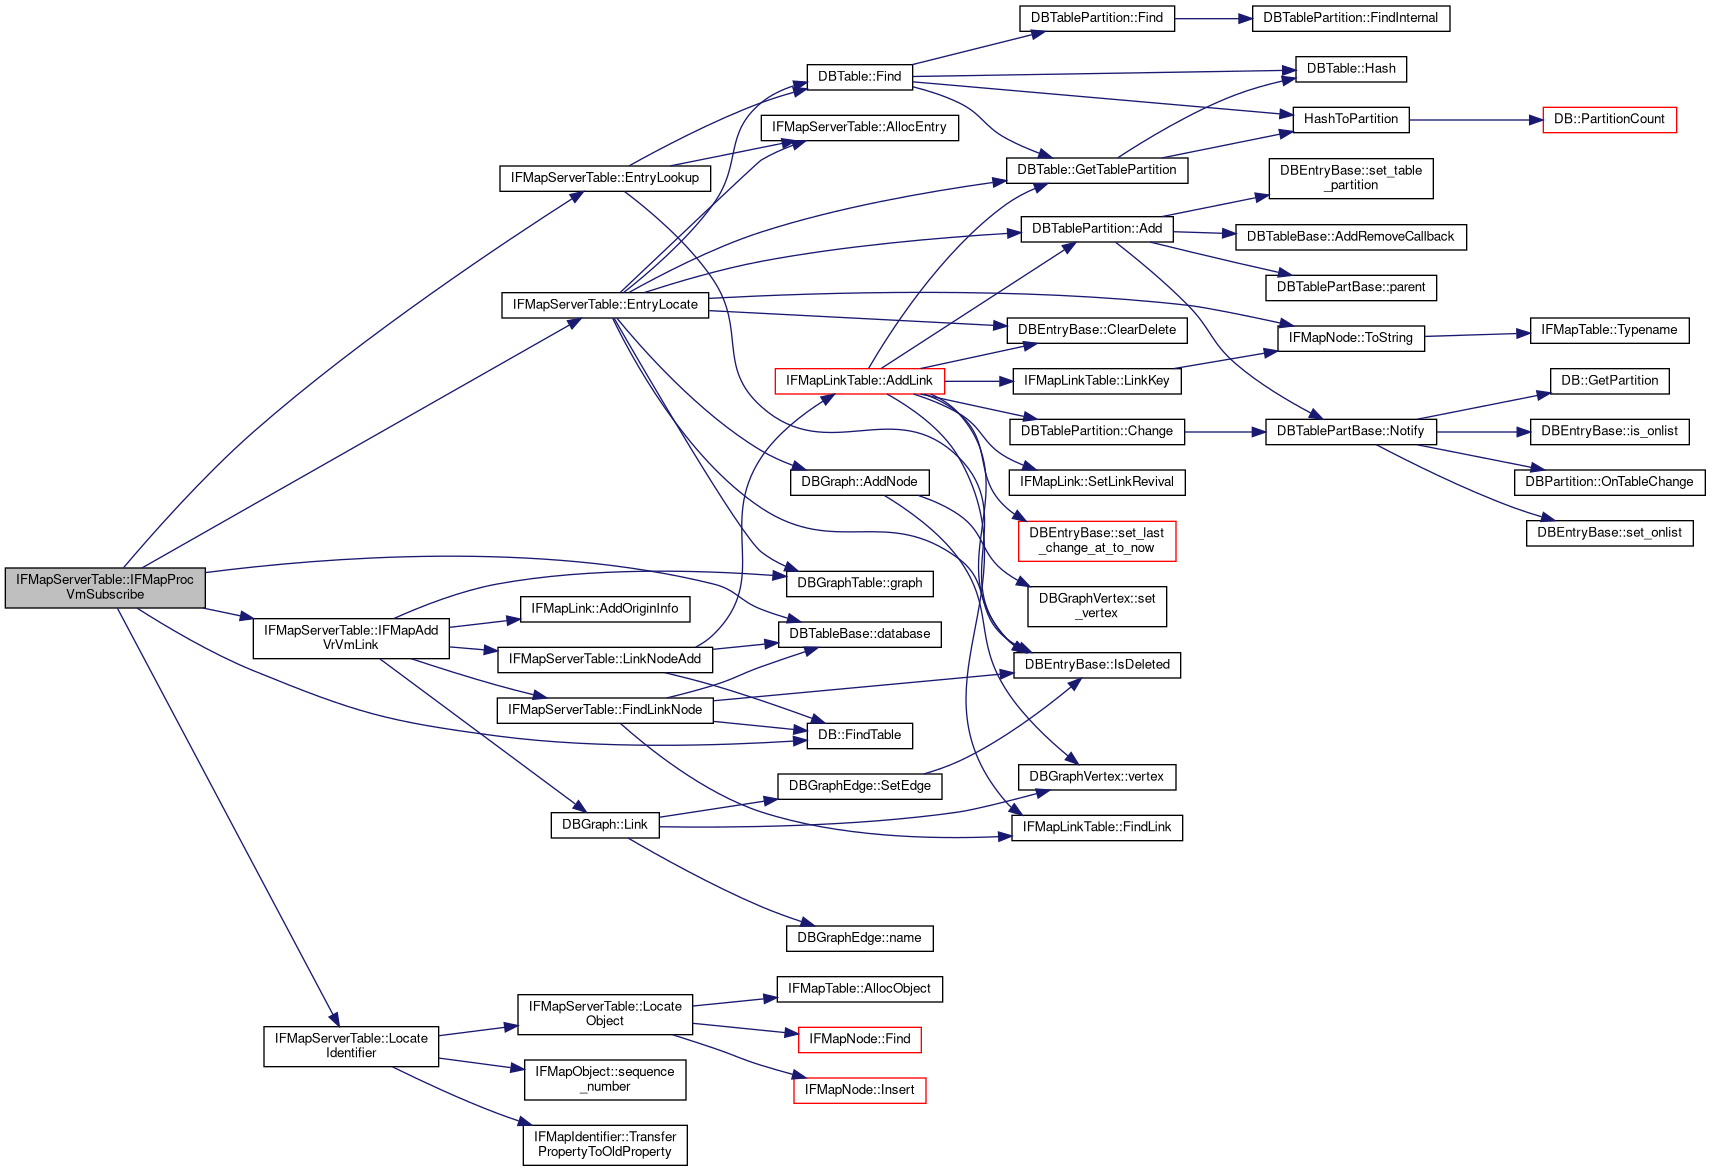 DBTablePartition::Find
DBTablePartition::FindInternal
DBTable::Find
DBTable::Hash
IFMapServerTable::AllocEntry
HashToPartition
DB::PartitionCount
IFMapServerTable::EntryLookup
DBTable::GetTablePartition
DBEntryBase::set_table
_partition
DBTablePartition::Add
DBTableBase::AddRemoveCallback
DBTablePartBase::parent
IFMapServerTable::EntryLocate
DBEntryBase::ClearDelete
IFMapNode::ToString
IFMapTable::Typename
IFMapLinkTable::AddLink
IFMapLinkTable::LinkKey
DB::GetPartition
DBTablePartition::Change
DBTablePartBase::Notify
DBEntryBase::is_onlist
DBGraph::AddNode
IFMapLink::SetLinkRevival
DBPartition::OnTableChange
DBEntryBase::set_last
_change_at_to_now
DBEntryBase::set_onlist
IFMapServerTable::IFMapProc
VmSubscribe
DBGraphTable::graph
DBGraphVertex::set
_vertex
IFMapLink::AddOriginInfo
IFMapServerTable::IFMapAdd
VrVmLink
DBTableBase::database
IFMapServerTable::LinkNodeAdd
DBEntryBase::IsDeleted
IFMapServerTable::FindLinkNode
DB::FindTable
DBGraphEdge::SetEdge
DBGraphVertex::vertex
DBGraph::Link
IFMapLinkTable::FindLink
DBGraphEdge::name
IFMapTable::AllocObject
IFMapServerTable::Locate
Object
IFMapServerTable::Locate
Identifier
IFMapNode::Find
IFMapObject::sequence
_number
IFMapNode::Insert
IFMapIdentifier::Transfer
PropertyToOldProperty